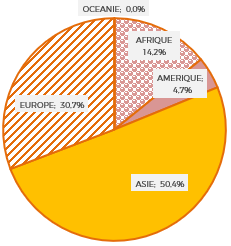 OCEANIE; 0,0%
AFRIQUE
14,2%
AMERIQUE;
4,7%
EUROPE; 30,7%
ASIE; 50,4%